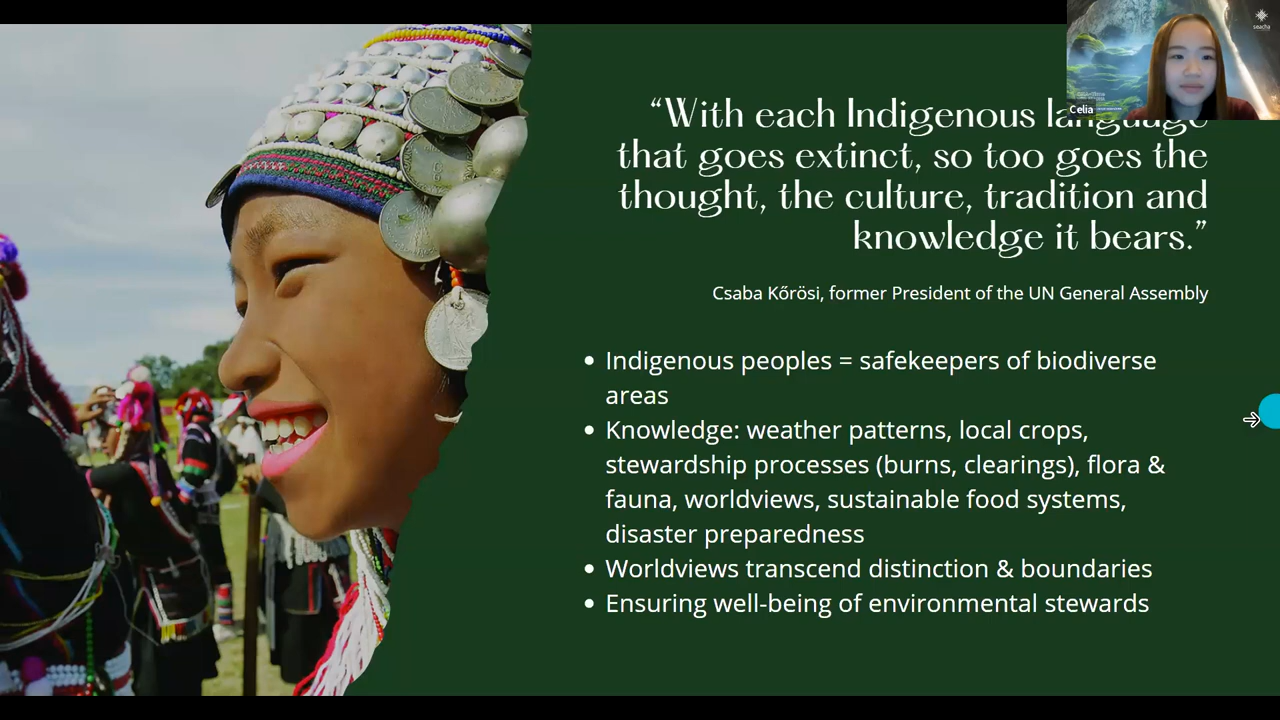 seacha
Celia
“With each Indigenous language
that goes extinct, so too goes the
thought, the culture, tradition and
knowledge it bears.”
Csaba Kőrösi, former President of the UN General Assembly
• Indigenous peoples = safekeepers of biodiverse
areas
• Knowledge: weather patterns, local crops,
stewardship processes (burns, clearings), flora &
fauna, worldviews, sustainable food systems,
disaster preparedness
• Worldviews transcend distinction & boundaries
• Ensuring well-being of environmental stewards